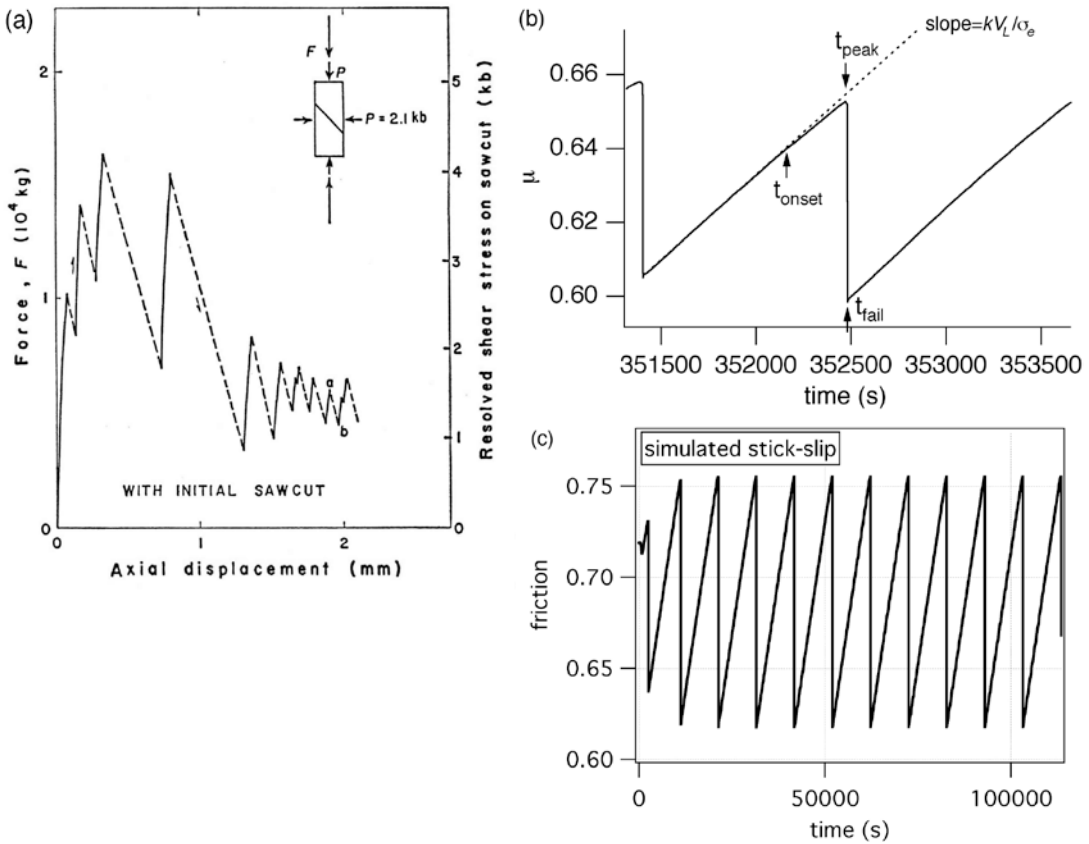 (a)
Force, F (10⁴ kg)
2
1
0
F
P
P = 2.1 kb
a
b
WITH INITIAL SAWCUT
0
1
2
Axial displacement (mm)
5
4
3
2
1
0
Resolved shear stress on sawcut (kb)
(b)
slope=kV_L/σ_e
t_peak
t_onset
t_fail
μ
0.66
0.64
0.62
0.60
351500 352000 352500 353000 353500
time (s)
(c)
simulated stick-slip
friction
0.75
0.70
0.65
0.60
0 50000 100000
time (s)